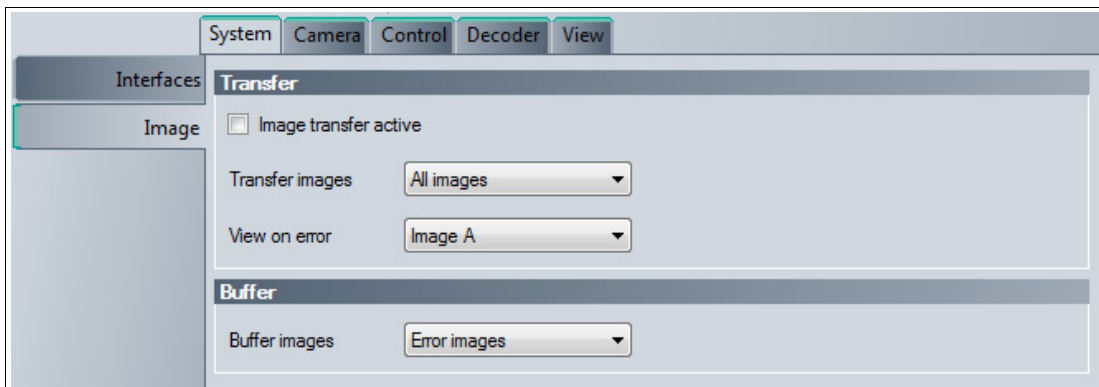 System Camera Control Decoder View
Interfaces
Image
Transfer
Image transfer active
Transfer images All images
View on error Image A
Buffer
Buffer images Error images